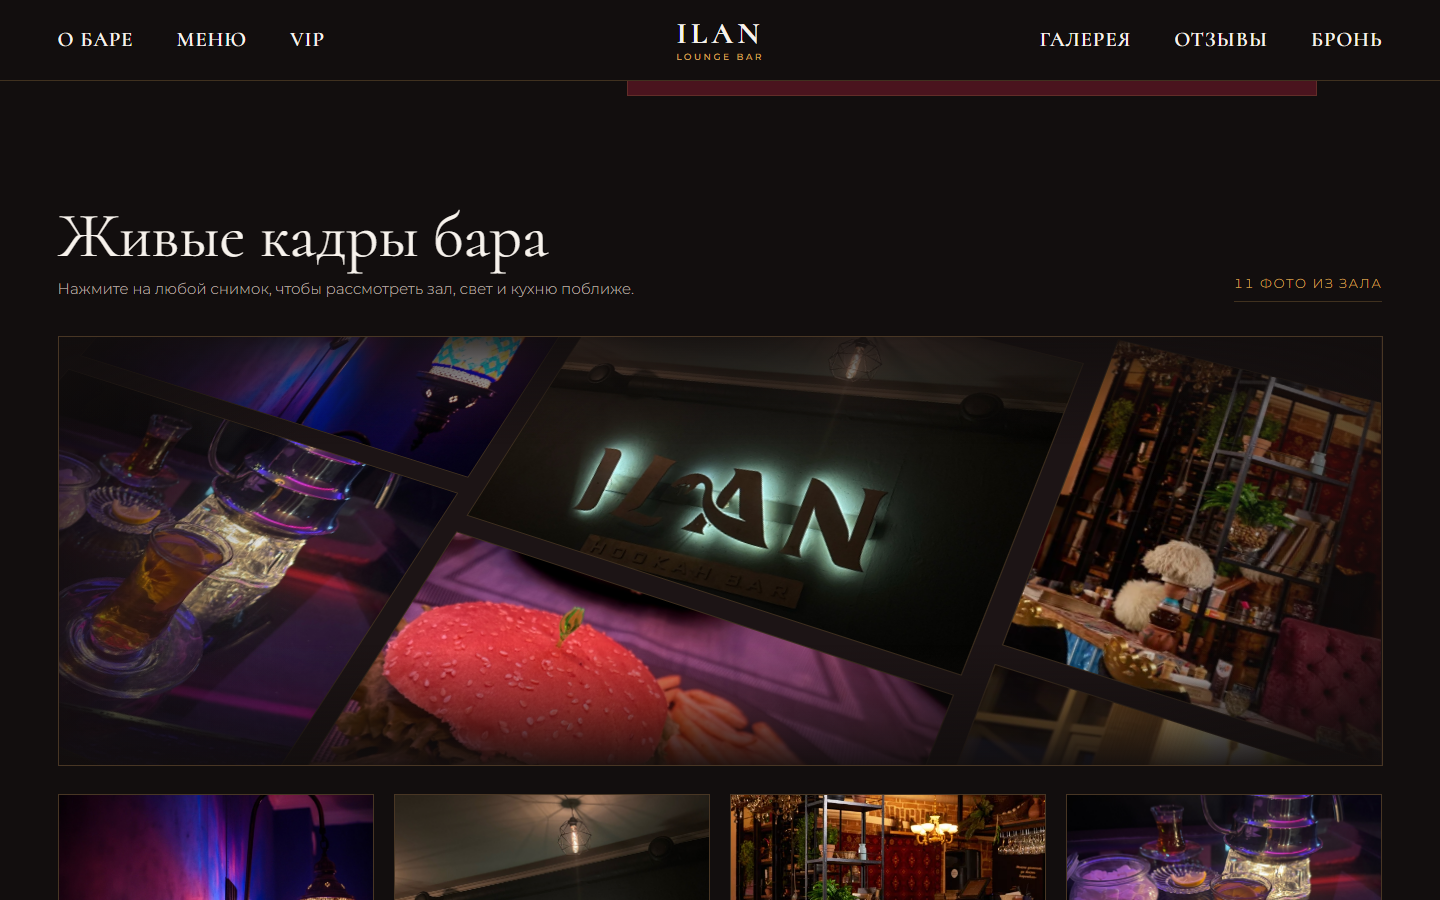 О БАРЕ
МЕНЮ
VIP
ILAN
LOUNGE BAR
ГАЛЕРЕЯ
ОТЗЫВЫ
БРОНЬ
Живые кадры бара
Нажмите на любой снимок, чтобы рассмотреть зал, свет и кухню поближе.
11 ФОТО ИЗ ЗАЛА
ILAN
HOOKAH BAR